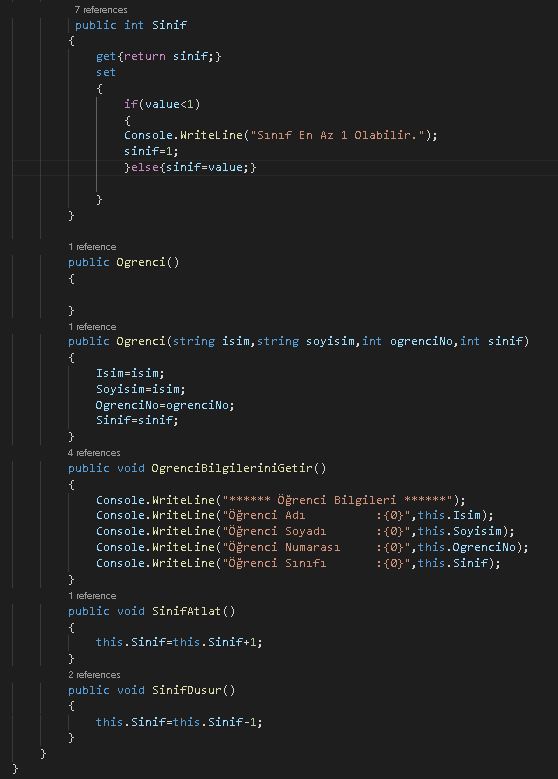 7 references
public int Sinif
{
get{return sinif;}
set
{
if(value<1)
{
Console.WriteLine("Sınıf En Az 1 Olabilir.");
sinif=1;
}else{sinif=value;}
}
}
1 reference
public Ogrenci()
{
}
1 reference
public Ogrenci(string isim,string soyisim,int ogrenciNo,int sinif)
{
Isim=isim;
Soyisim=isim;
OgrenciNo=ogrenciNo;
Sinif=sinif;
}
4 references
public void OgrenciBilgileriniGetir()
{
Console.WriteLine("****** Öğrenci Bilgileri ******");
Console.WriteLine("Öğrenci Adı          :{0}",this.Isim);
Console.WriteLine("Öğrenci Soyadı       :{0}",this.Soyisim);
Console.WriteLine("Öğrenci Numarası     :{0}",this.OgrenciNo);
Console.WriteLine("Öğrenci Sınıfı       :{0}",this.Sinif);
}
1 reference
public void SinifAtlat()
{
this.Sinif=this.Sinif+1;
}
2 references
public void SinifDusur()
{
this.Sinif=this.Sinif-1;
}
}
}